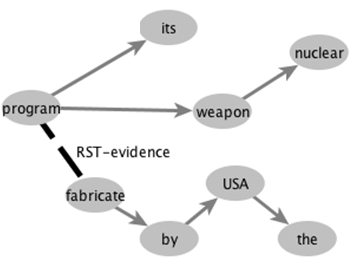 its
nuclear
program
weapon
RST-evidence
fabricate
USA
by
the